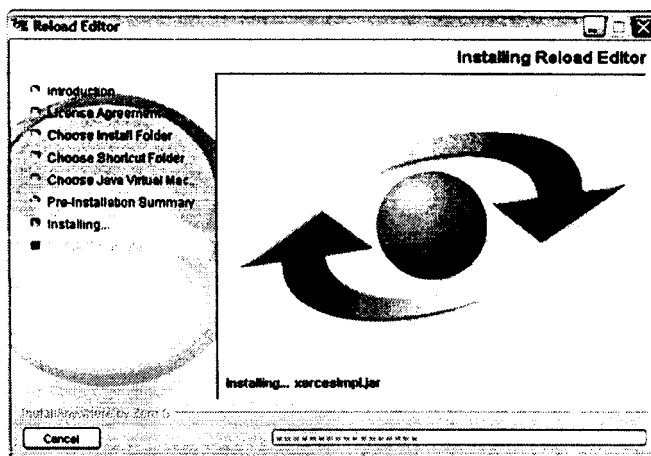 Reload Editor
Installing Reload Editor
Introduction
Licence Agreement
Choose Install Folder
Choose Shortcut Folder
Choose Java Virtual Mac...
Pre-Installation Summary
Installing...
Installing... xercesImpl.jar
InstallAnywhere by Zero G
Cancel